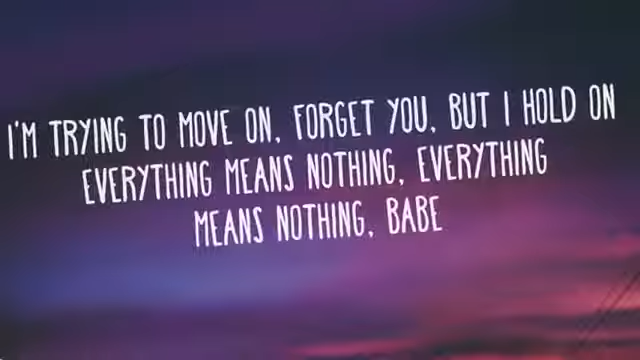 I'M TRYING TO MOVE ON, FORGET YOU, BUT I HOLD ON
EVERYTHING MEANS NOTHING, EVERYTHING
MEANS NOTHING, BABE